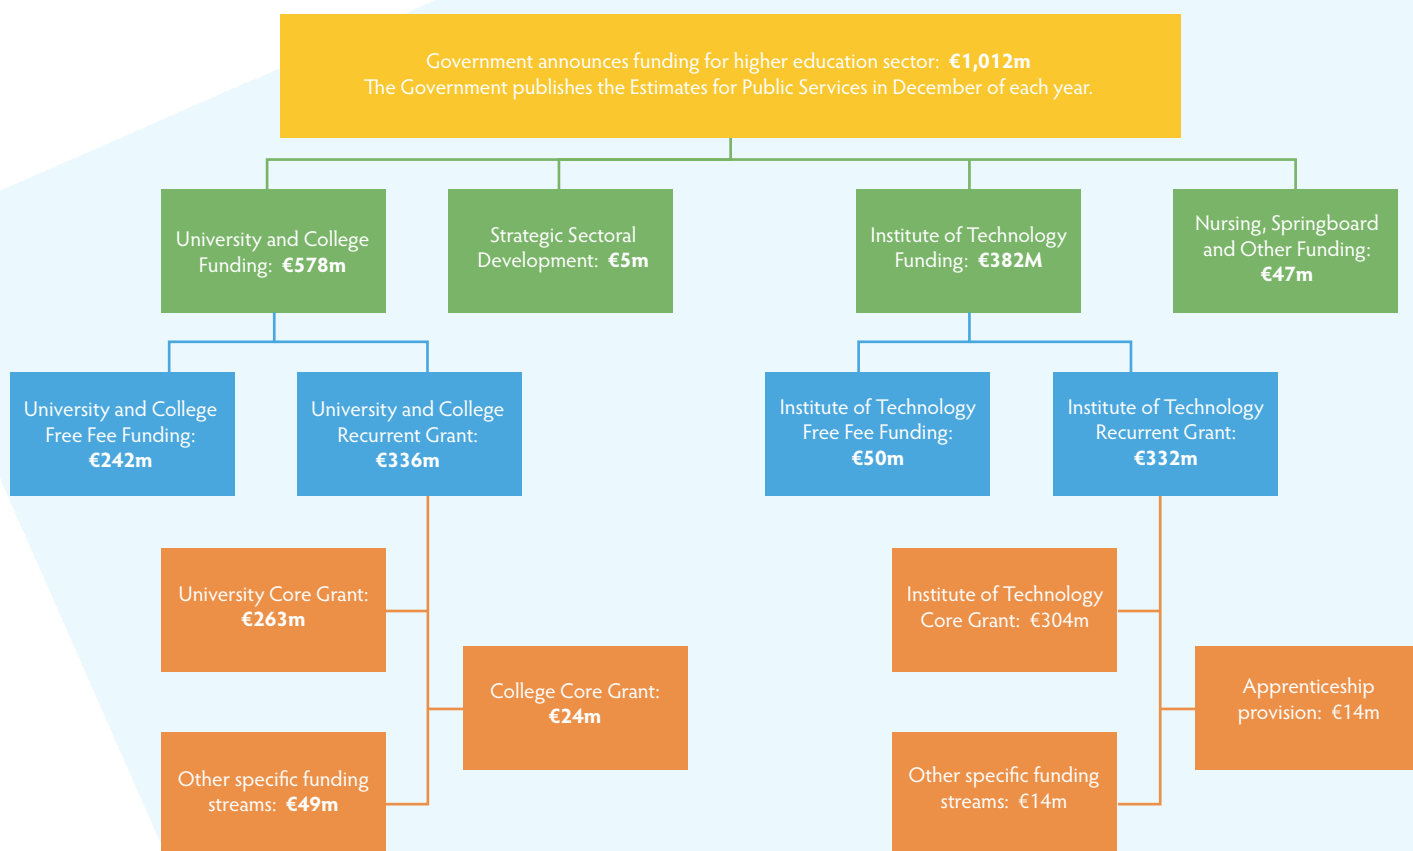 Government announces funding for higher education sector: €1,012m
The Government publishes the Estimates for Public Services in December of each year.
University and College
Funding: €578m
Strategic Sectoral
Development: €5m
Institute of Technology
Funding: €382M
Nursing, Springboard
and Other Funding:
€47m
University and College
Free Fee Funding:
€242m
University and College
Recurrent Grant:
€336m
Institute of Technology
Free Fee Funding:
€50m
Institute of Technology
Recurrent Grant:
€332m
University Core Grant:
€263m
College Core Grant:
€24m
Other specific funding
streams: €49m
Institute of Technology
Core Grant: €304m
Apprenticeship
provision: €14m
Other specific funding
streams: €14m